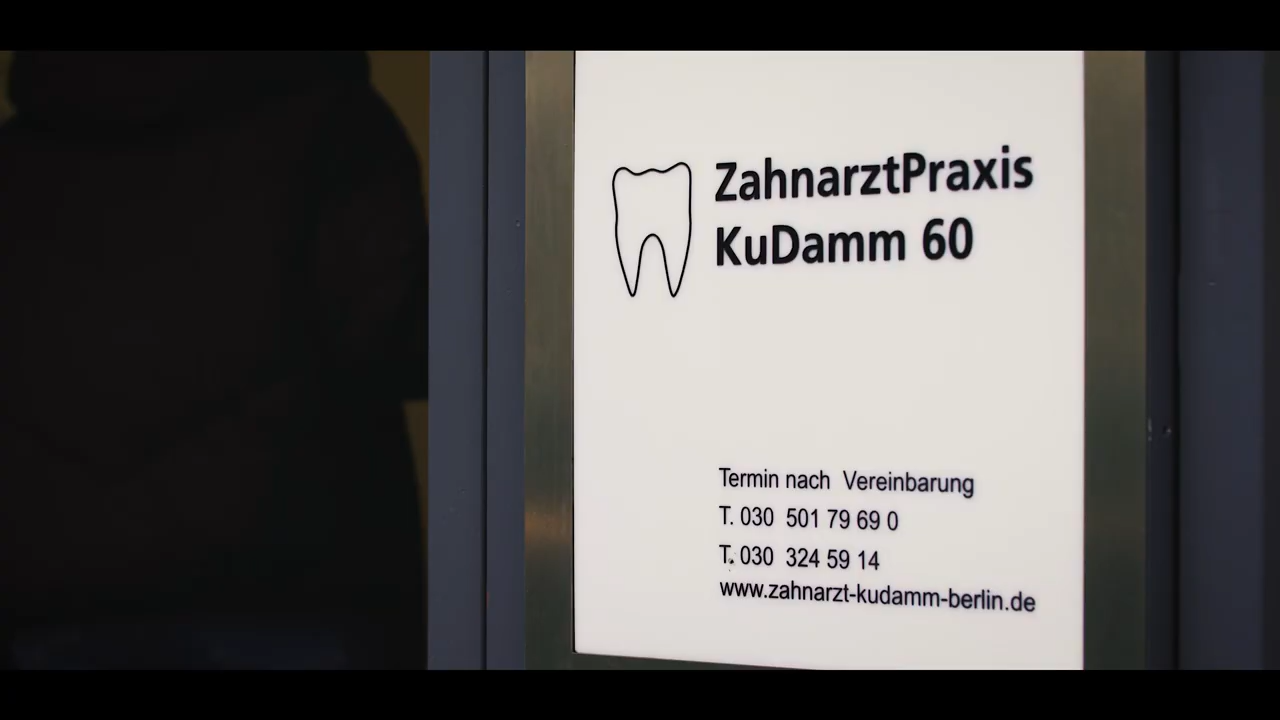 ZahnarztPraxis
KuDamm 60
Termin nach Vereinbarung
T. 030 501 79 69 0
T. 030 324 59 14
www.zahnarzt-kudamm-berlin.de